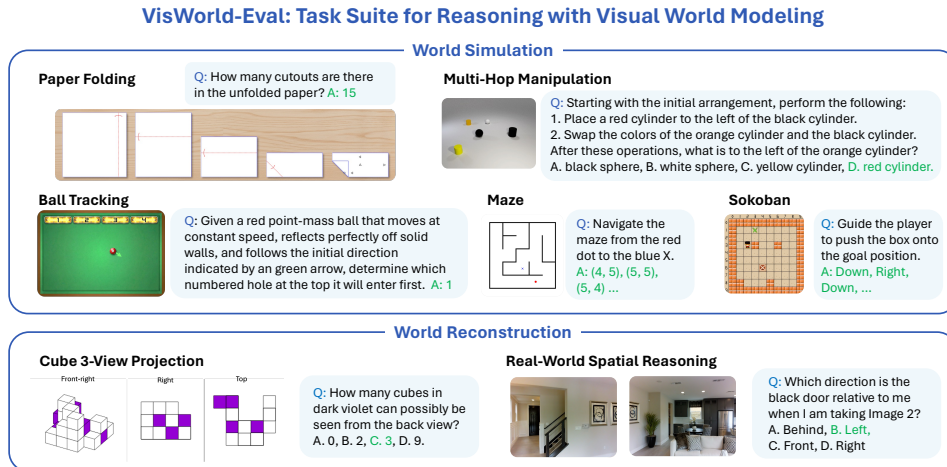 VisWorld-Eval: Task Suite for Reasoning with Visual World Modeling
World Simulation
Paper Folding
Q: How many cutouts are there
in the unfolded paper? A: 15
Multi-Hop Manipulation
Q: Starting with the initial arrangement, perform the following:
1. Place a red cylinder to the left of the black cylinder.
2. Swap the colors of the orange cylinder and the black cylinder.
After these operations, what is to the left of the orange cylinder?
A. black sphere, B. white sphere, C. yellow cylinder, D. red cylinder.
Ball Tracking
1 2 3 4
Q: Given a red point-mass ball that moves at
constant speed, reflects perfectly off solid
walls, and follows the initial direction
indicated by an green arrow, determine which
numbered hole at the top it will enter first. A: 1
Maze
Q: Navigate the
maze from the red
dot to the blue X.
A: (4, 5), (5, 5),
(5, 4) ...
Sokoban
Q: Guide the player
to push the box onto
the goal position.
A: Down, Right,
Down, ...
World Reconstruction
Cube 3-View Projection
Front-right
Right
Top
Q: How many cubes in
dark violet can possibly be
seen from the back view?
A. 0, B. 2, C. 3, D. 9.
Real-World Spatial Reasoning
Q: Which direction is the
black door relative to me
when I am taking Image 2?
A. Behind, B. Left,
C. Front, D. Right